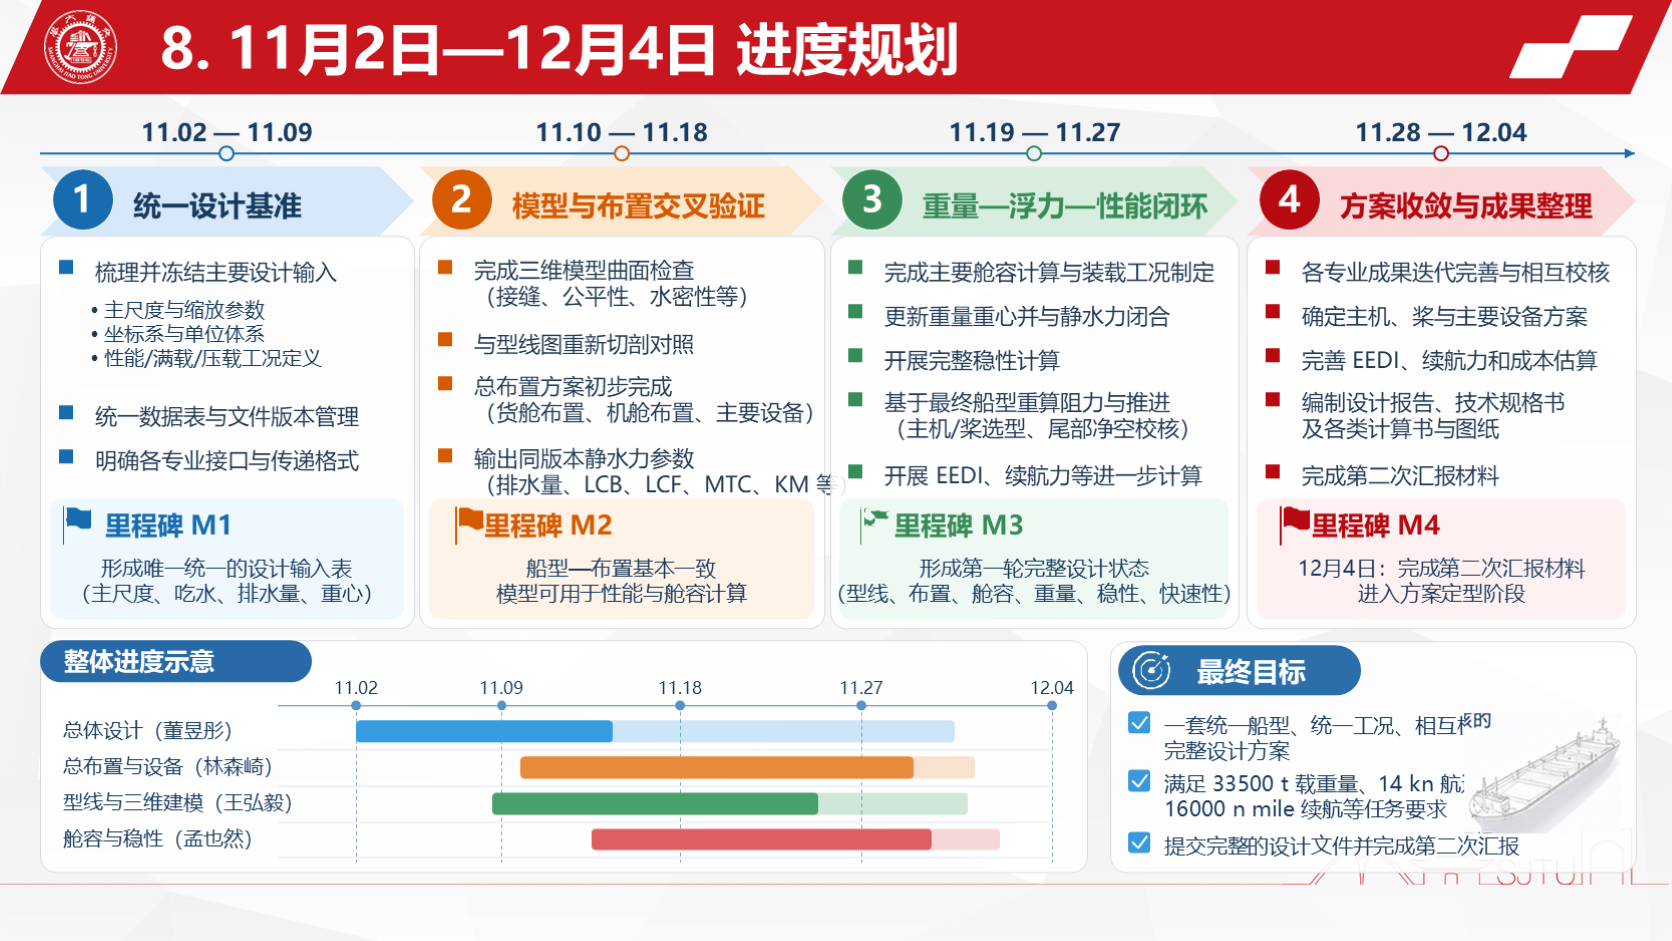 8. 11月2日—12月4日 进度规划
11.02 — 11.09
11.10 — 11.18
11.19 — 11.27
11.28 — 12.04
1 统一设计基准
梳理并冻结主要设计输入
• 主尺度与缩放参数
• 坐标系与单位体系
• 性能/满载/压载工况定义
统一数据表与文件版本管理
明确各专业接口与传递格式
里程碑 M1
形成唯一统一的设计输入表
（主尺度、吃水、排水量、重心）
2 模型与布置交叉验证
完成三维模型曲面检查
（接缝、公平性、水密性等）
与型线图重新切剖对照
总布置方案初步完成
（货舱布置、机舱布置、主要设备）
输出同版本静水力参数
（排水量、LCB、LCF、MTC、KM 等）
里程碑 M2
船型—布置基本一致
模型可用于性能与舱容计算
3 重量—浮力—性能闭环
完成主要舱容计算与装载工况制定
更新重量重心并与静水力闭合
开展完整稳性计算
基于最终船型重算阻力与推进
（主机/桨选型、尾部净空校核）
开展 EEDI、续航力等进一步计算
里程碑 M3
形成第一轮完整设计状态
（型线、布置、舱容、重量、稳性、快速性）
4 方案收敛与成果整理
各专业成果迭代完善与相互校核
确定主机、桨与主要设备方案
完善 EEDI、续航力和成本估算
编制设计报告、技术规格书
及各类计算书与图纸
完成第二次汇报材料
里程碑 M4
12月4日：完成第二次汇报材料
进入方案定型阶段
整体进度示意
11.02 11.09 11.18 11.27 12.04
总体设计（董昱彤）
总布置与设备（林森崎）
型线与三维建模（王弘毅）
舱容与稳性（孟也然）
最终目标
一套统一船型、统一工况、相互核的
完整设计方案
满足 33500 t 载重量、14 kn 航
16000 n mile 续航等任务要求
提交完整的设计文件并完成第二次汇报
SJTU